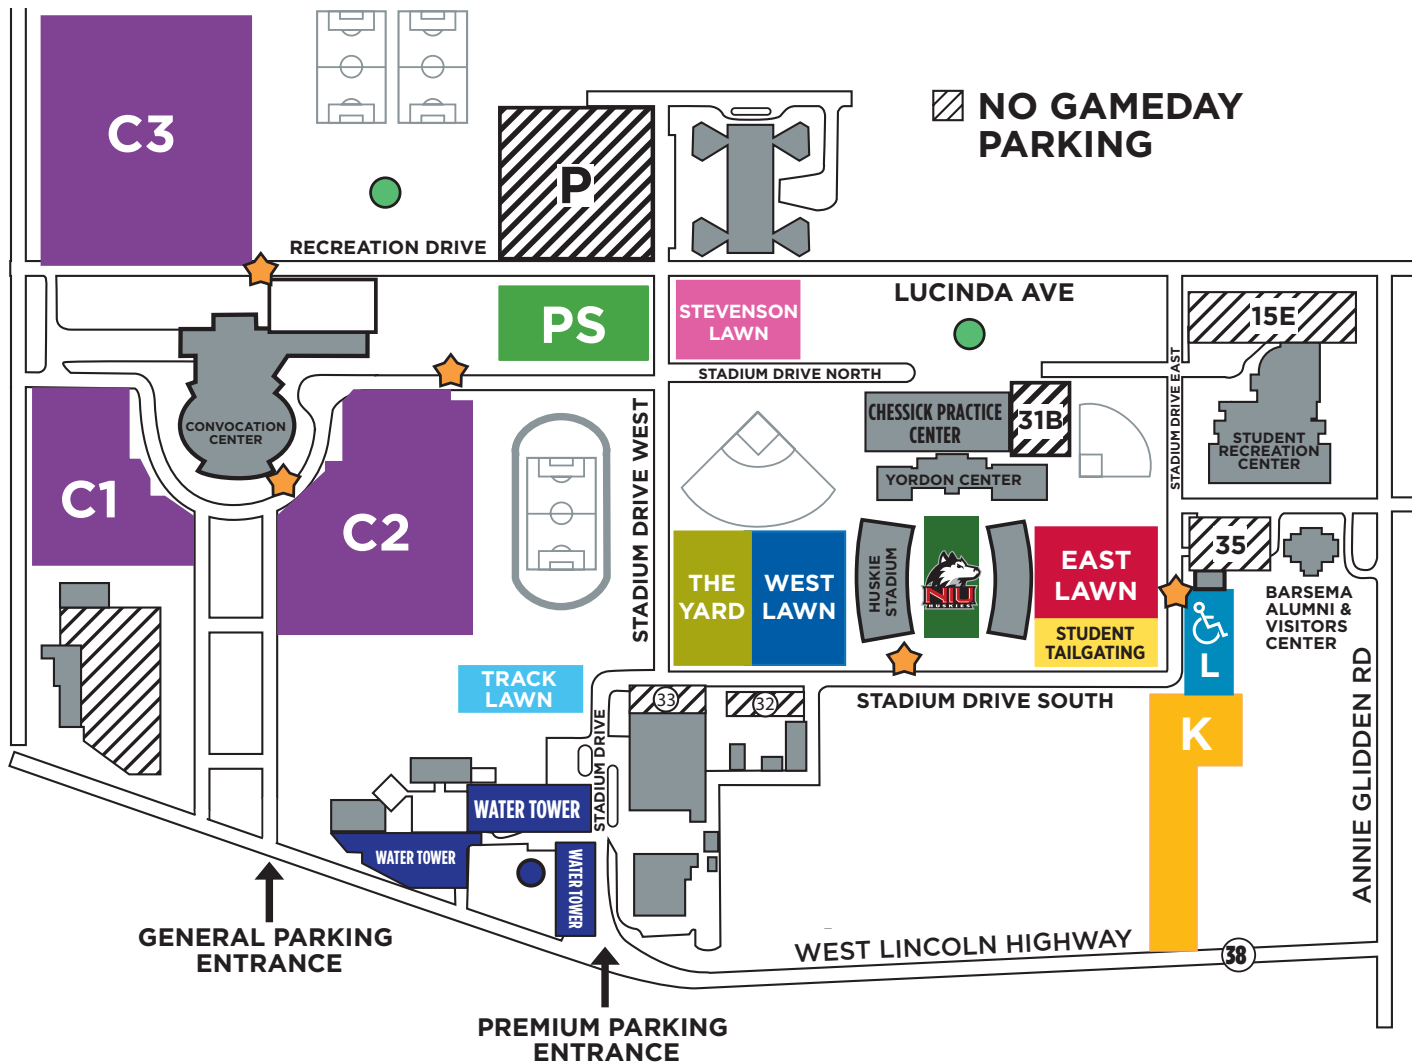 C3
P
NO GAMEDAY
PARKING
RECREATION DRIVE
LUCINDA AVE
PS
STEVENSON
LAWN
15E
STADIUM DRIVE NORTH
STADIUM DRIVE EAST
CONVOCATION
CENTER
CHESSICK PRACTICE
CENTER
31B
STUDENT
RECREATION
CENTER
YORDON CENTER
C1
C2
STADIUM DRIVE WEST
THE
YARD
WEST
LAWN
HUSKIE
STADIUM
NIU
HUSKIES
EAST
LAWN
STUDENT
TAILGATING
35
BARSEMA
ALUMNI &
VISITORS
CENTER
L
TRACK
LAWN
33
32
STADIUM DRIVE SOUTH
K
STADIUM DRIVE
ANNIE GLIDDEN RD
WATER TOWER
WATER TOWER
WATER TOWER
GENERAL PARKING
ENTRANCE
WEST LINCOLN HIGHWAY
38
PREMIUM PARKING
ENTRANCE